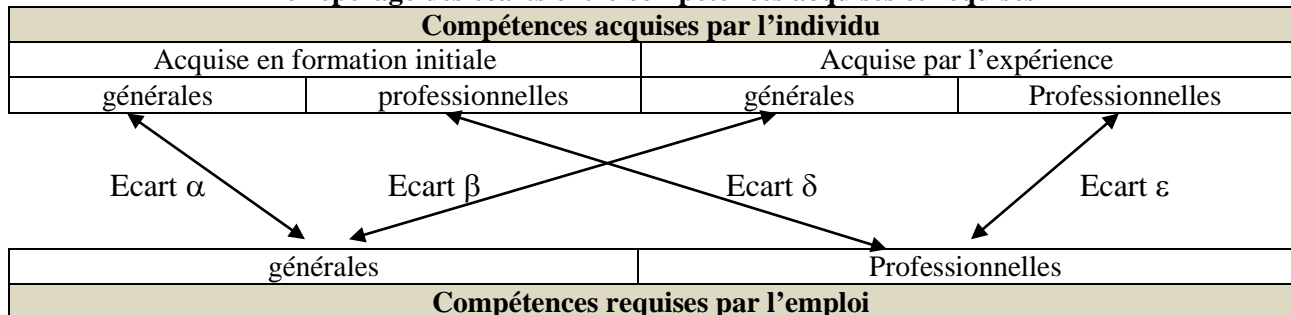 Compétences acquises par l’individu
Acquise en formation initiale Acquise par l’expérience
générales professionnelles générales Professionnelles
Ecart α Ecart β Ecart δ Ecart ε
générales Professionnelles
Compétences requises par l’emploi